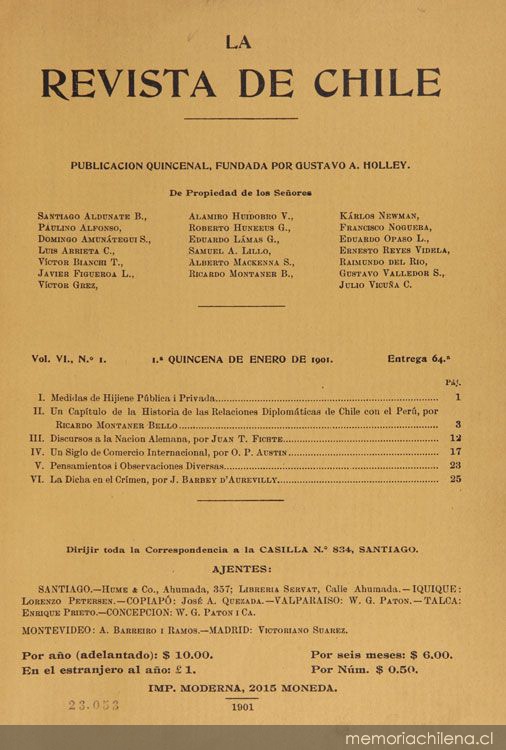 LA
REVISTA DE CHILE
PUBLICACION QUINCENAL, FUNDADA POR GUSTAVO A. HOLLEY.
De Propiedad de los Señores
SANTIAGO ALDUNATE B.,
PAULINO ALFONSO,
DOMINGO AMUNÁTEGUI S.,
LUIS ARRIETA C.,
VÍCTOR BIANCHI T.,
JAVIER FIGUEROA L.,
VÍCTOR GREZ,
ALAMIRO HUIDOBRO V.,
ROBERTO HUNEEUS G.,
EDUARDO LÁMAS G.,
SAMUEL A. LILLO,
ALBERTO MACKENNA S.,
RICARDO MONTANER B.,
KÁRLOS NEWMAN,
FRANCISCO NOGUERA,
EDUARDO OPASO L.,
ERNESTO REYES VIDELA,
RAIMUNDO DEL RIO,
GUSTAVO VALLEDOR S.,
JULIO VICUÑA C.
Vol. VI., N.º 1. 1.ª QUINCENA DE ENERO DE 1901. Entrega 64.ª
PÁJ.
I. Medidas de Hijiene Pública i Privada 1
II. Un Capítulo de la Historia de las Relaciones Diplomáticas de Chile con el Perú, por
RICARDO MONTANER BELLO 3
III. Discursos a la Nacion Alemana, por JUAN T. FICHTE 12
IV. Un Siglo de Comercio Internacional, por O. P. AUSTIN 17
V. Pensamientos i Observaciones Diversas 23
VI. La Dicha en el Crímen, por J. BARBEY D'AUREVILLY 25
Dirijir toda la Correspondencia a la CASILLA N.º 834, SANTIAGO.
AJENTES:
SANTIAGO.—HUME & Co., Ahumada, 357; LIBRERIA SERVAT, Calle Ahumada.—IQUIQUE:
LORENZO PETERSEN.—COPIAPÓ: JOSÉ A. QUEZADA.—VALPARAISO: W. G. PATON.—TALCA:
ENRIQUE PRIETO.—CONCEPCION: W. G. PATON I CA.
MONTEVIDEO: A. BARREIRO I RAMOS.—MADRID: VICTORIANO SUAREZ.
Por año (adelantado): $ 10.00. Por seis meses: $ 6.00.
En el estranjero al año: £ 1. Por Núm. $ 0.50.
IMP. MODERNA, 2015 MONEDA.
23.053
1901
memoriachilena.cl